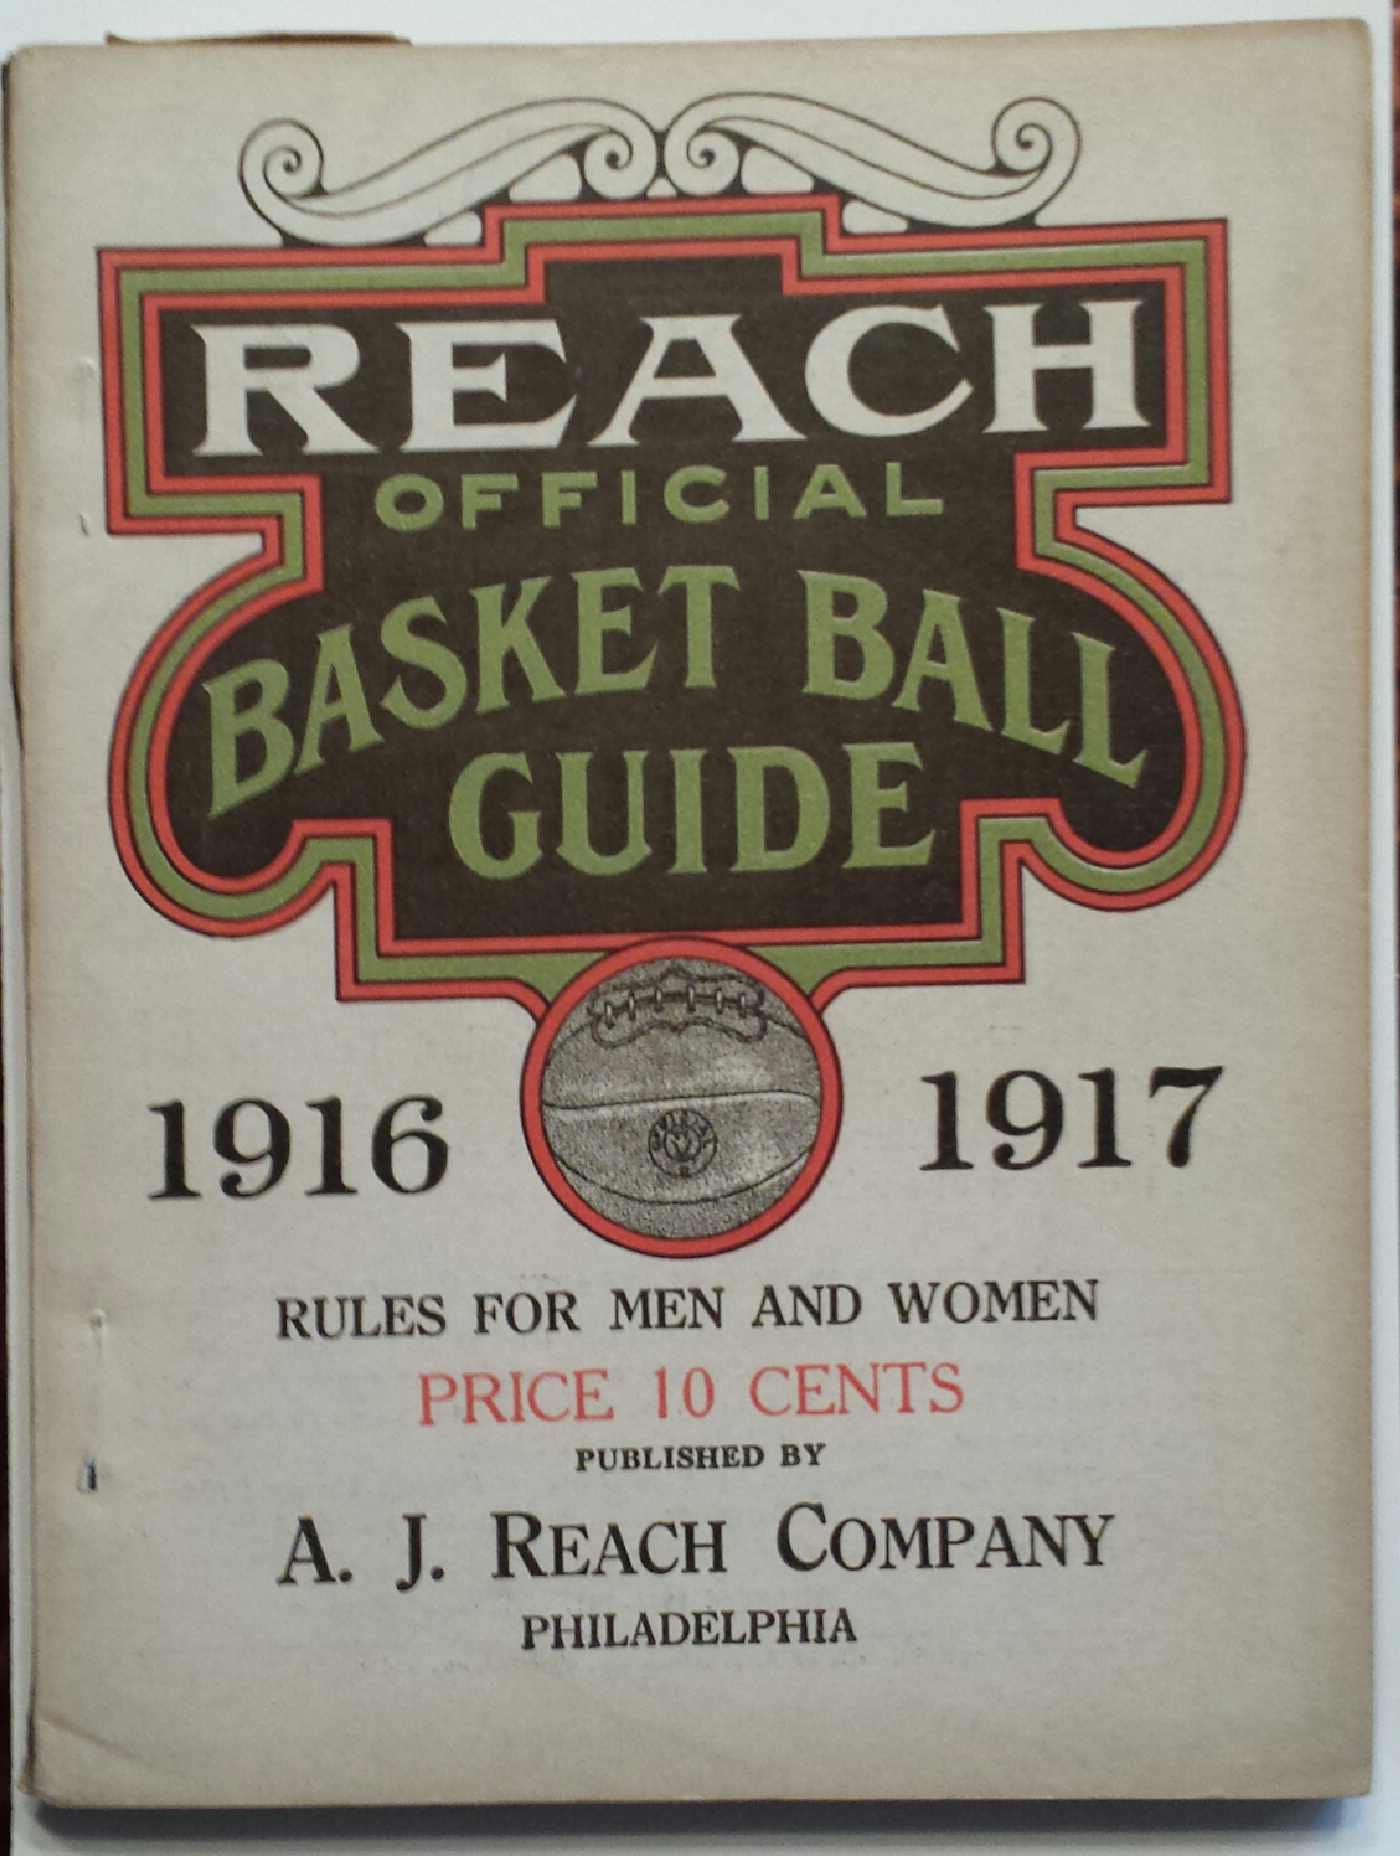 REACH
OFFICIAL
BASKET BALL
GUIDE
1916 1917
RULES FOR MEN AND WOMEN
PRICE 10 CENTS
PUBLISHED BY
A. J. REACH COMPANY
PHILADELPHIA